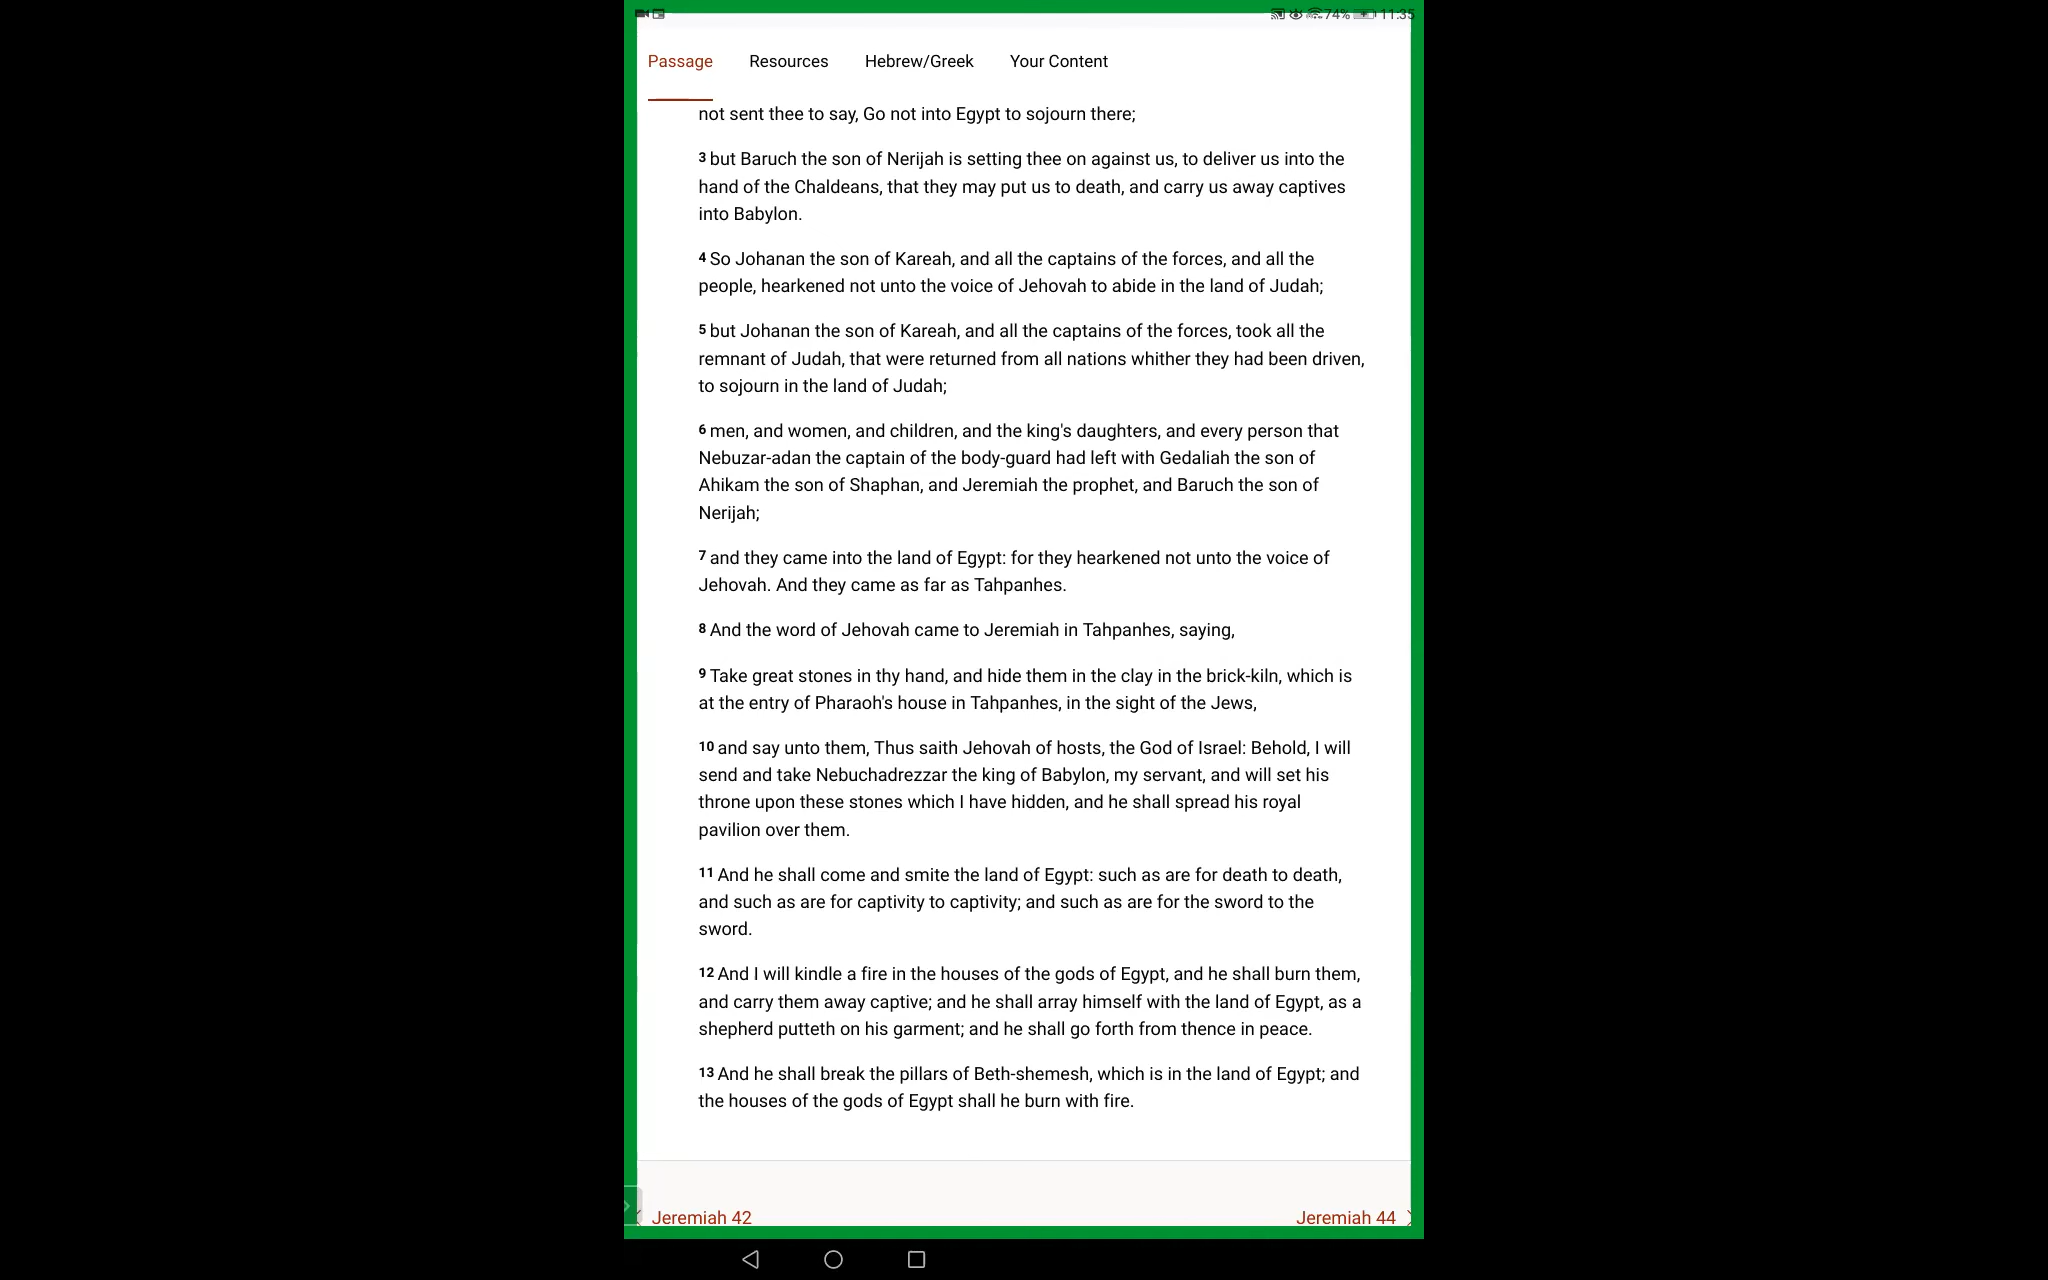 74% 11:35
Passage Resources Hebrew/Greek Your Content
not sent thee to say, Go not into Egypt to sojourn there;
3 but Baruch the son of Nerijah is setting thee on against us, to deliver us into the
hand of the Chaldeans, that they may put us to death, and carry us away captives
into Babylon.
4 So Johanan the son of Kareah, and all the captains of the forces, and all the
people, hearkened not unto the voice of Jehovah to abide in the land of Judah;
5 but Johanan the son of Kareah, and all the captains of the forces, took all the
remnant of Judah, that were returned from all nations whither they had been driven,
to sojourn in the land of Judah;
6 men, and women, and children, and the king's daughters, and every person that
Nebuzar-adan the captain of the body-guard had left with Gedaliah the son of
Ahikam the son of Shaphan, and Jeremiah the prophet, and Baruch the son of
Nerijah;
7 and they came into the land of Egypt: for they hearkened not unto the voice of
Jehovah. And they came as far as Tahpanhes.
8 And the word of Jehovah came to Jeremiah in Tahpanhes, saying,
9 Take great stones in thy hand, and hide them in the clay in the brick-kiln, which is
at the entry of Pharaoh's house in Tahpanhes, in the sight of the Jews,
10 and say unto them, Thus saith Jehovah of hosts, the God of Israel: Behold, I will
send and take Nebuchadrezzar the king of Babylon, my servant, and will set his
throne upon these stones which I have hidden, and he shall spread his royal
pavilion over them.
11 And he shall come and smite the land of Egypt: such as are for death to death,
and such as are for captivity to captivity; and such as are for the sword to the
sword.
12 And I will kindle a fire in the houses of the gods of Egypt, and he shall burn them,
and carry them away captive; and he shall array himself with the land of Egypt, as a
shepherd putteth on his garment; and he shall go forth from thence in peace.
13 And he shall break the pillars of Beth-shemesh, which is in the land of Egypt; and
the houses of the gods of Egypt shall he burn with fire.
Jeremiah 42 Jeremiah 44